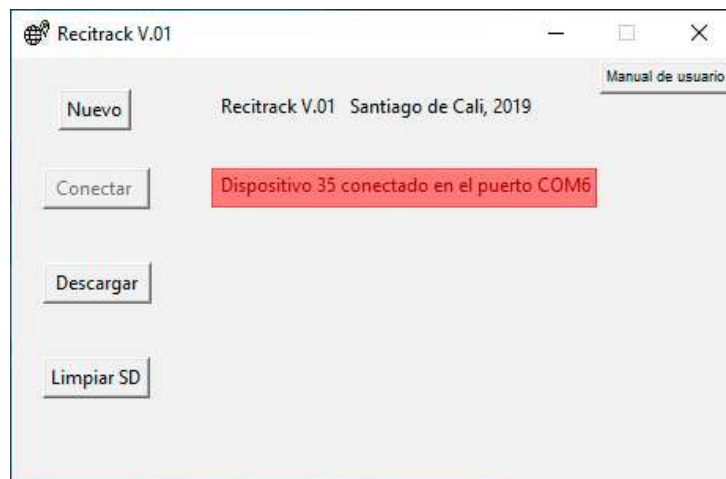 Recitrack V.01
Manual de usuario
Nuevo
Recitrack V.01 Santiago de Cali, 2019
Conectar
Dispositivo 35 conectado en el puerto COM6
Descargar
Limpiar SD